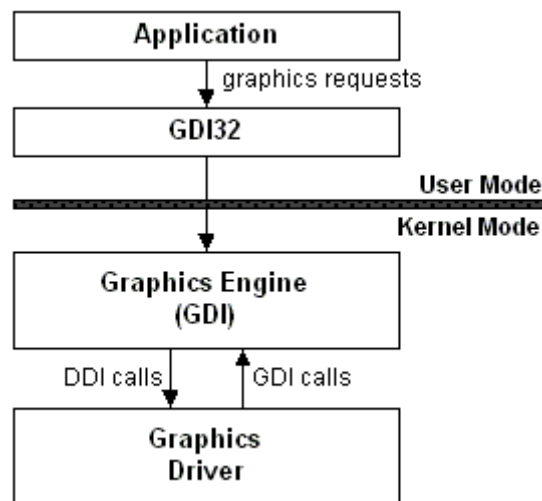 Application
graphics requests
GDI32
User Mode
Kernel Mode
Graphics Engine
(GDI)
DDI calls
GDI calls
Graphics
Driver